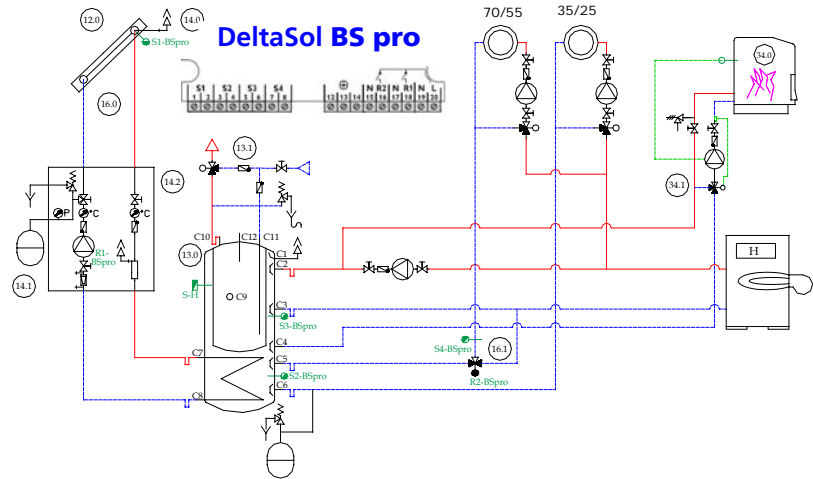 70/55
35/25
12.0
14.0
S1-BSpro
DeltaSol BS pro
34.0
S1 S2 S3 S4
N R2 N R1 N L
1 2 3 4 5 6 7 8
12 13 14 15 16 17 18 19 20
16.0
13.1
14.2
34.1
P °C °C
R1-
BSpro
14.1
13.0
C10 C12 C11
C1
C2
H
S-H
C9
C3
S3-BSpro
C4
S4-BSpro
16.1
C7
C5
S2-BSpro
R2-BSpro
C6
C8